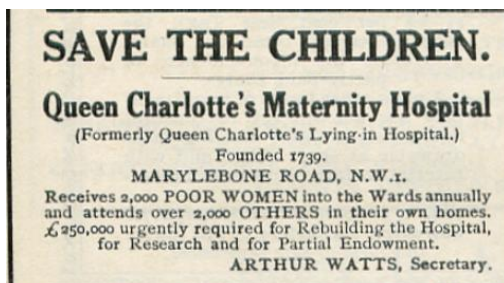 SAVE THE CHILDREN.
Queen Charlotte's Maternity Hospital
(Formerly Queen Charlotte's Lying-in Hospital.)
Founded 1739.
MARYLEBONE ROAD, N.W.1.
Receives 2,000 POOR WOMEN into the Wards annually
and attends over 2,000 OTHERS in their own homes.
£250,000 urgently required for Rebuilding the Hospital,
for Research and for Partial Endowment.
ARTHUR WATTS, Secretary.